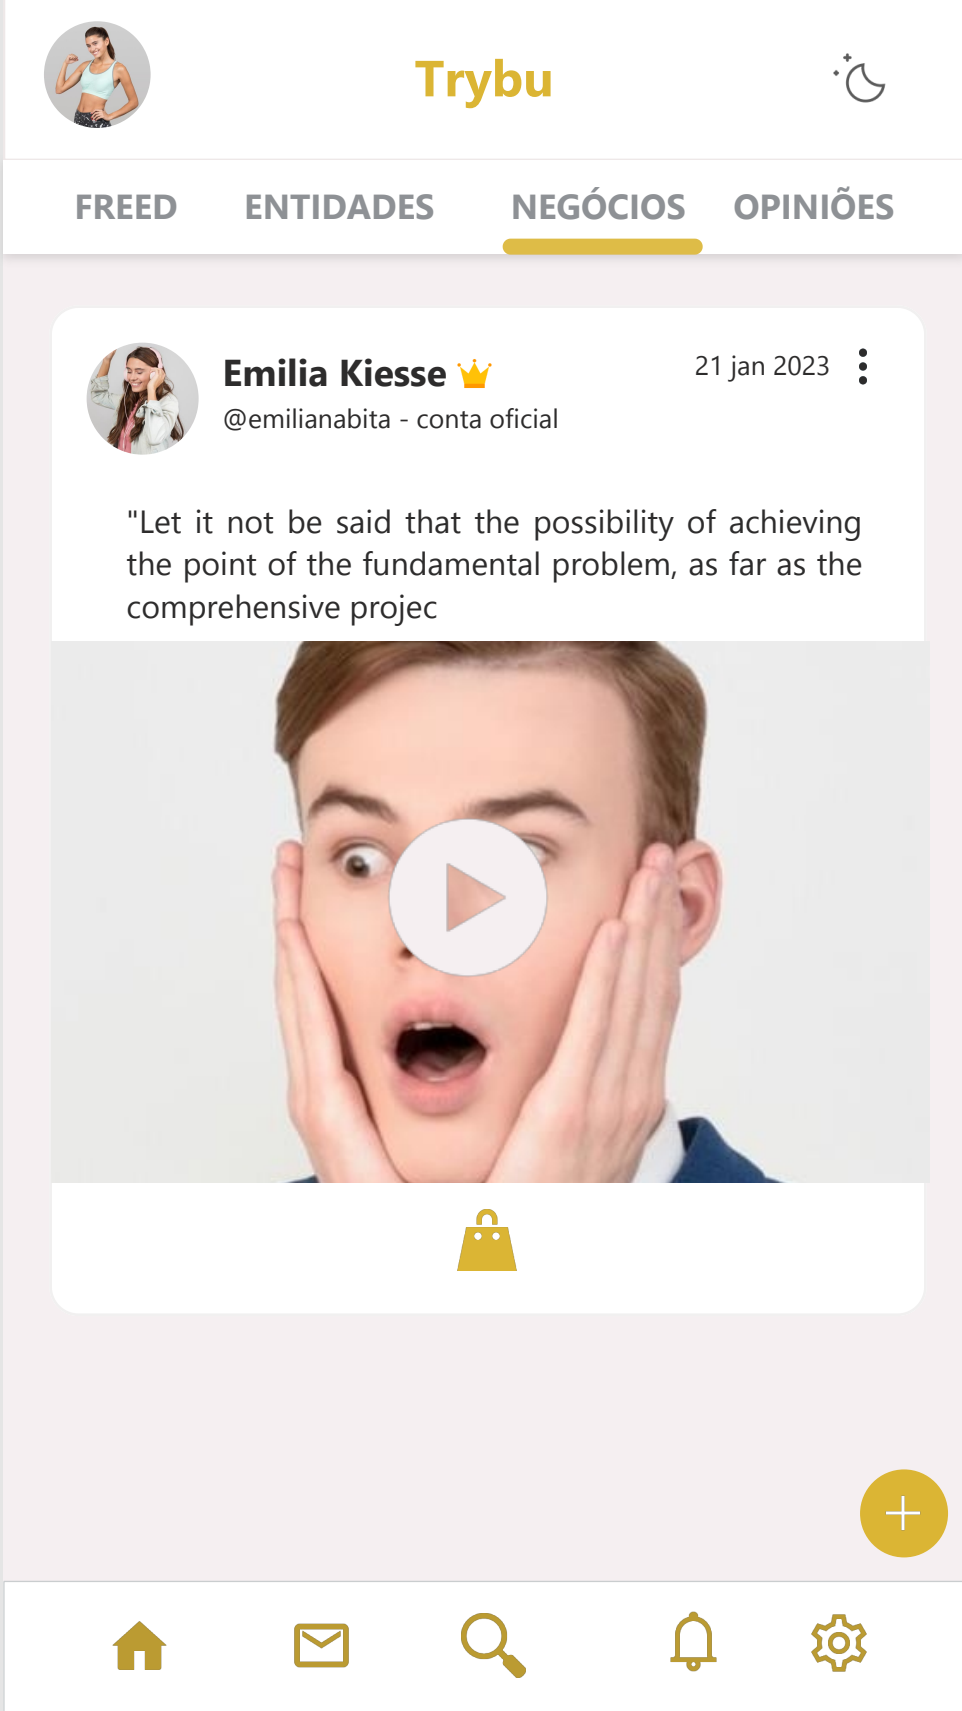 Trybu
FREED ENTIDADES NEGÓCIOS OPINIÕES
Emilia Kiesse 21 jan 2023
@emilianabita - conta oficial
"Let it not be said that the possibility of achieving
the point of the fundamental problem, as far as the
comprehensive projec